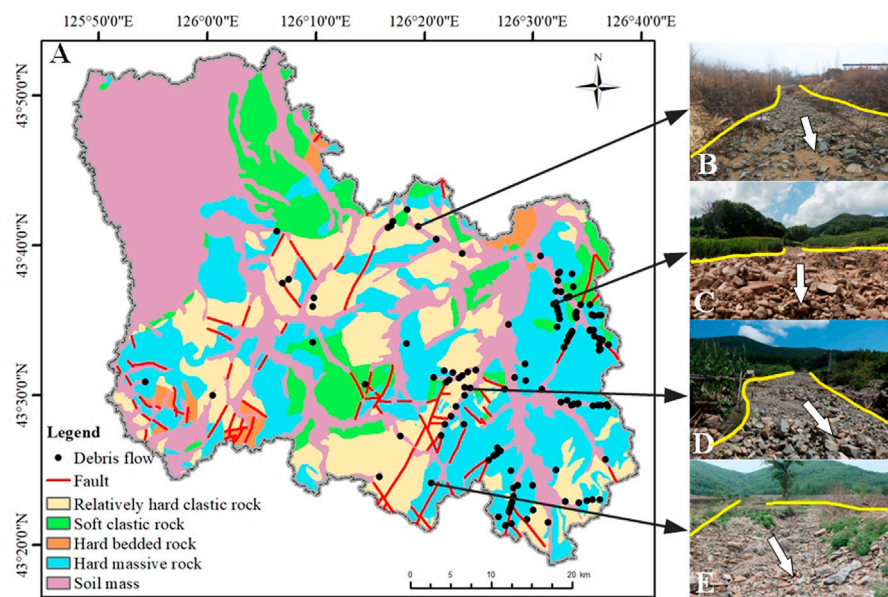 125°50'0"E 126°0'0"E 126°10'0"E 126°20'0"E 126°30'0"E 126°40'0"E
A
N
43°50'0"N
43°40'0"N
43°30'0"N
43°20'0"N
Legend
Debris flow
Fault
Relatively hard clastic rock
Soft clastic rock
Hard bedded rock
Hard massive rock
Soil mass
0 5 10 20 km
B
C
D
E